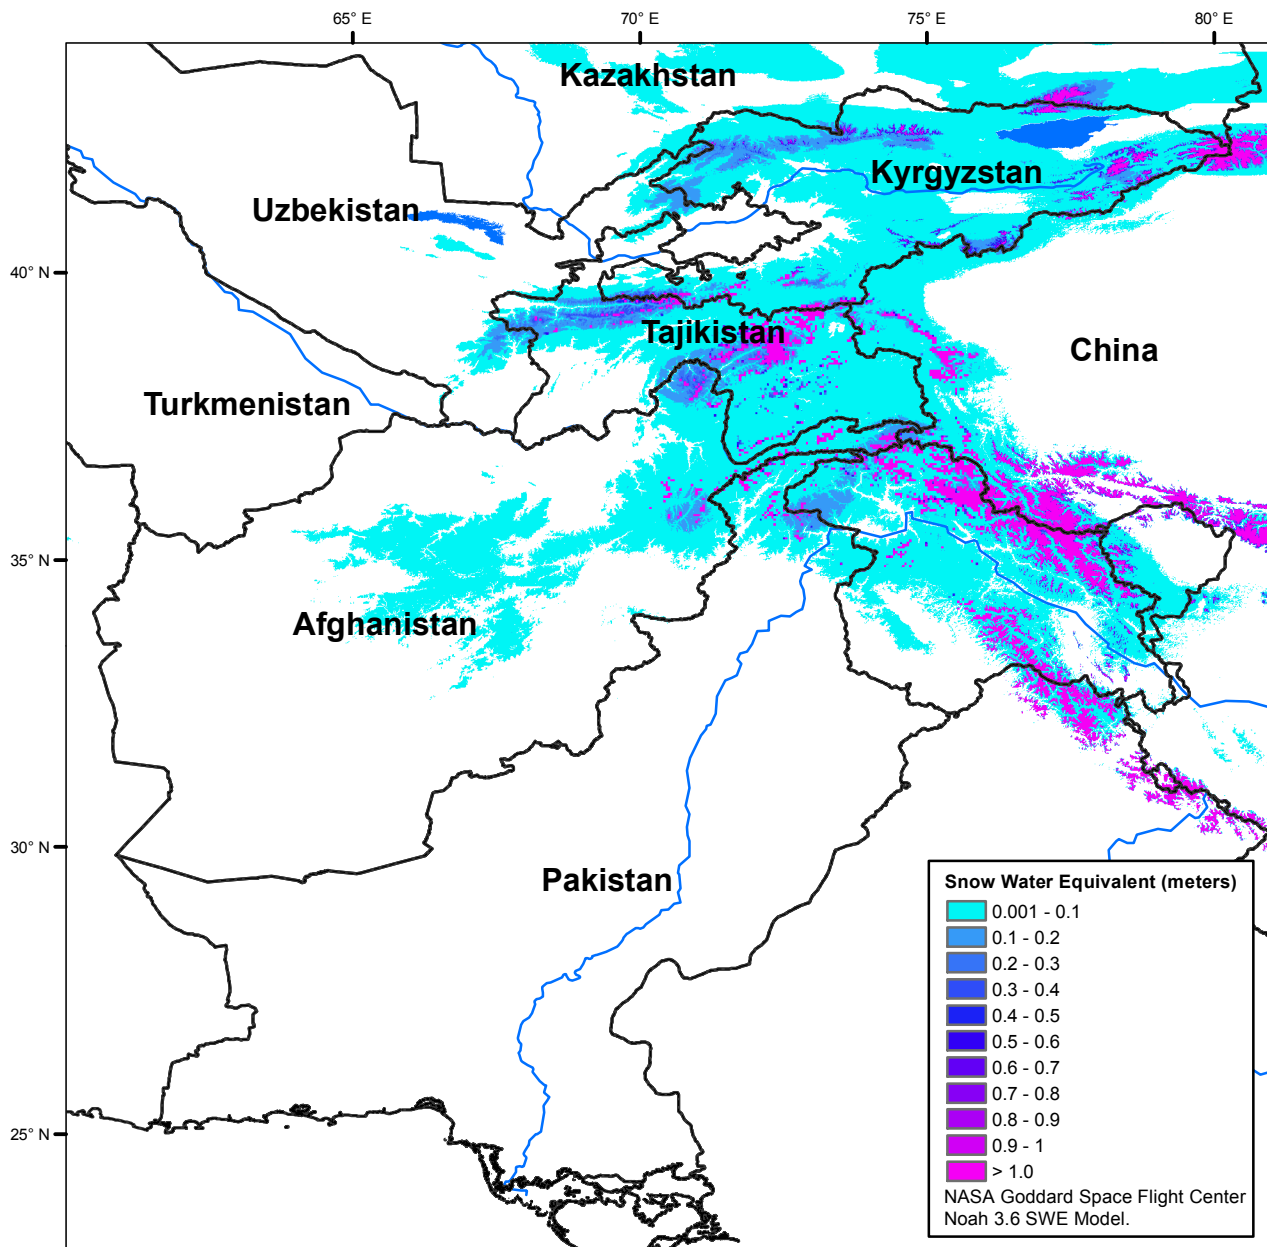 65° E
70° E
75° E
80° E
Kazakhstan
Kyrgyzstan
Uzbekistan
40° N
Tajikistan
China
Turkmenistan
35° N
Afghanistan
30° N
Pakistan
25° N
Snow Water Equivalent (meters)
0.001 - 0.1
0.1 - 0.2
0.2 - 0.3
0.3 - 0.4
0.4 - 0.5
0.5 - 0.6
0.6 - 0.7
0.7 - 0.8
0.8 - 0.9
0.9 - 1
> 1.0
NASA Goddard Space Flight Center
Noah 3.6 SWE Model.